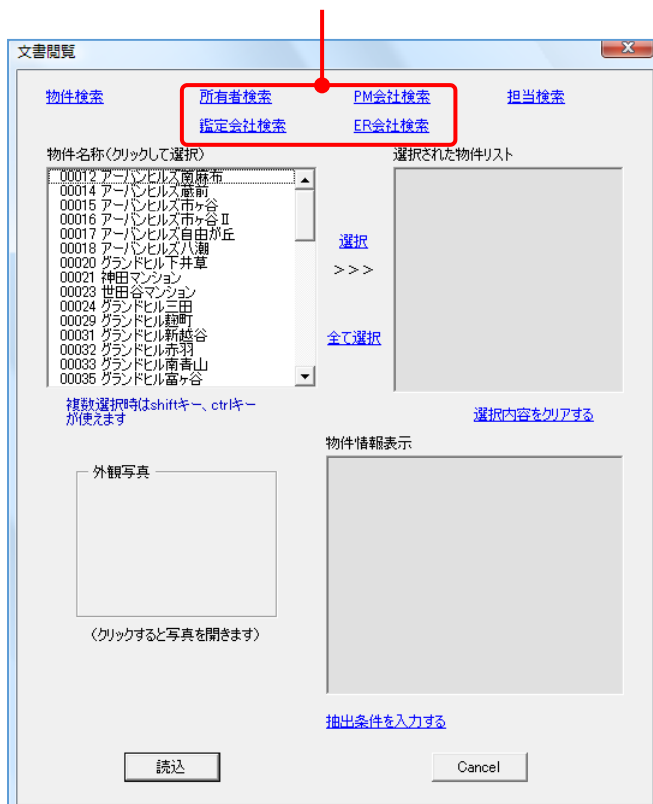 文書閲覧
物件検索 所有者検索 PM会社検索 担当検索
鑑定会社検索 ER会社検索
物件名称(クリックして選択)
00012 アーバンヒルズ南麻布
00014 アーバンヒルズ蔵前
00015 アーバンヒルズ市ヶ谷
00016 アーバンヒルズ市ヶ谷Ⅱ
00017 アーバンヒルズ自由が丘
00018 アーバンヒルズ八潮
00020 グランドヒル下井草
00021 神田マンション
00023 世田谷マンション
00024 グランドヒル三田
00029 グランドヒル麹町
00031 グランドヒル新越谷
00032 グランドヒル赤羽
00033 グランドヒル南青山
00035 グランドヒル富ヶ谷
複数選択時はshiftキー、ctrlキー
が使えます
選択
>>>
全て選択
選択された物件リスト
選択内容をクリアする
外観写真
(クリックすると写真を開きます)
物件情報表示
抽出条件を入力する
読込 Cancel